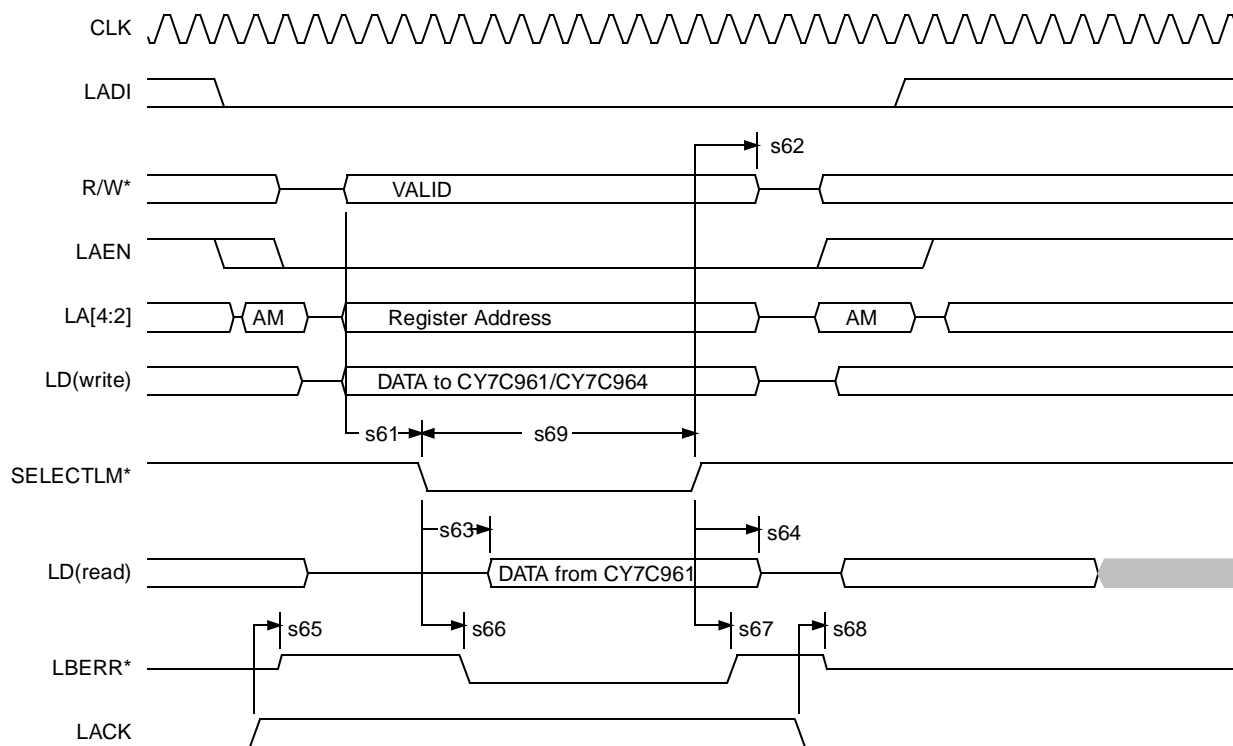 CLK
LADI
s62
R/W*
VALID
LAEN
LA[4:2]
AM
Register Address
AM
LD(write)
DATA to CY7C961/CY7C964
s61
s69
SELECTLM*
s63
s64
LD(read)
DATA from CY7C961
s65
s66
s67
s68
LBERR*
LACK